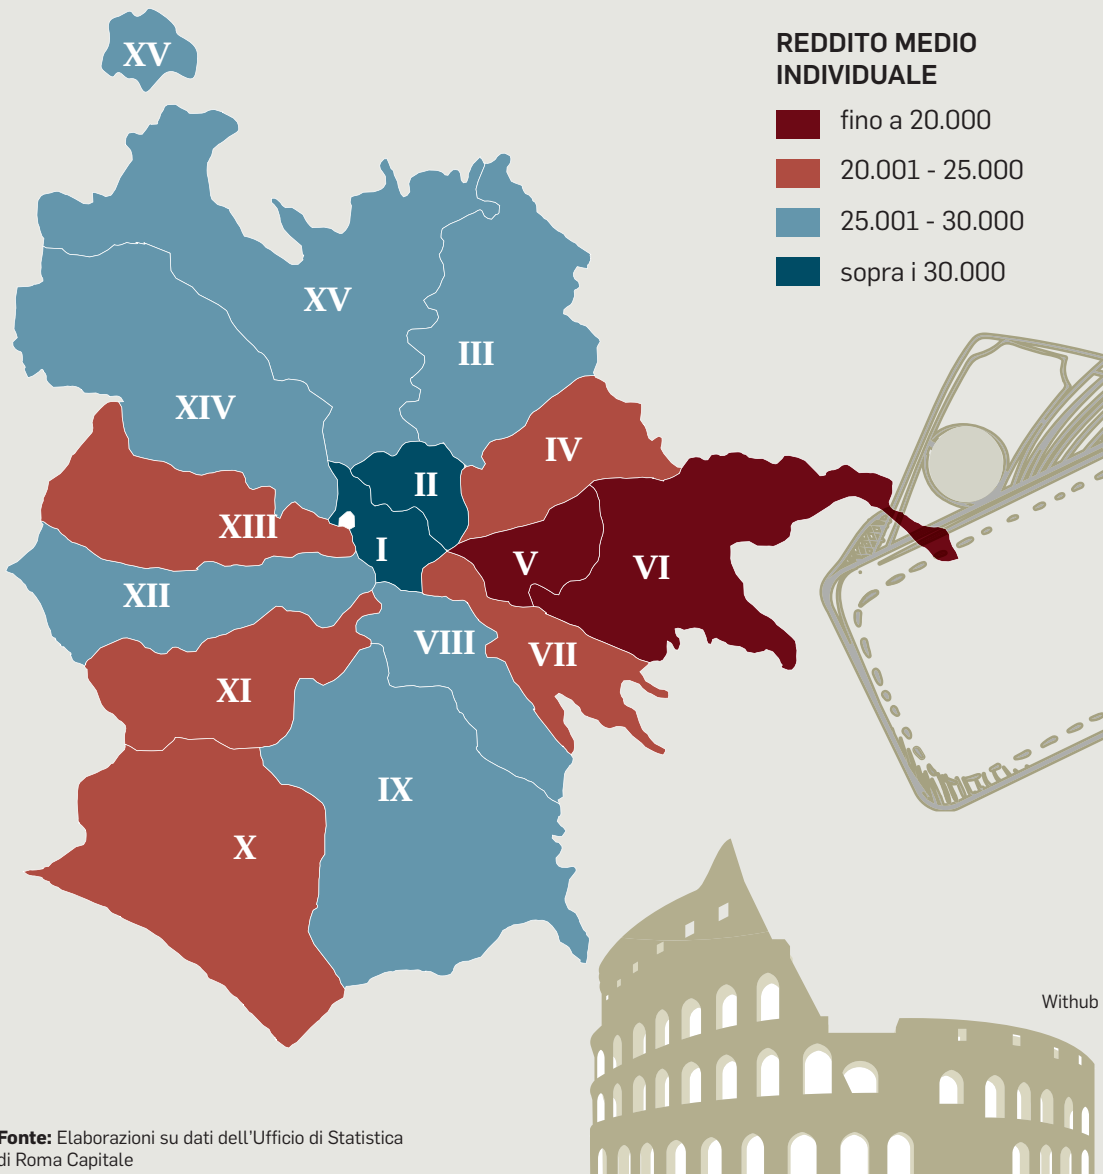 XV
REDDITO MEDIO
INDIVIDUALE
fino a 20.000
20.001 - 25.000
25.001 - 30.000
sopra i 30.000
XV
III
XIV
IV
II
XIII
I
V
VI
XII
VIII
VII
XI
IX
X
Withub
Fonte: Elaborazioni su dati dell'Ufficio di Statistica
di Roma Capitale